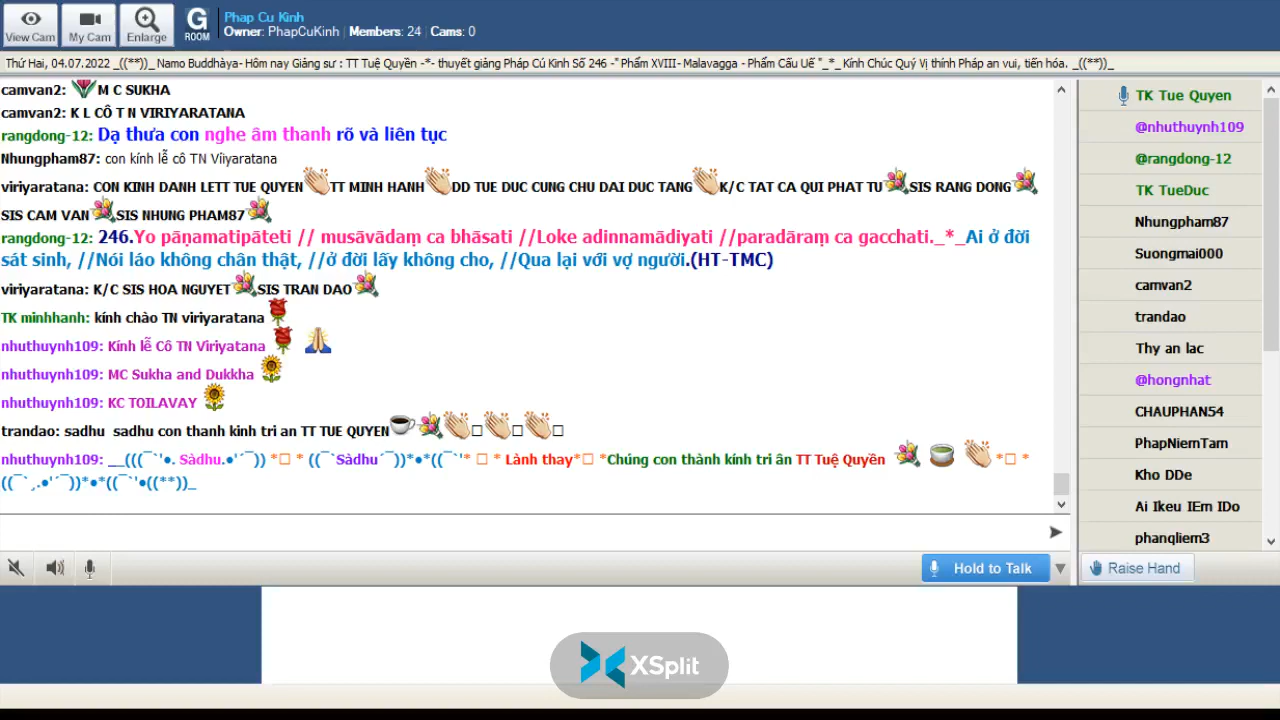 View Cam
My Cam
Enlarge
G
ROOM
Phap Cu Kinh
Owner: PhapCuKinh | Members: 24 | Cams: 0
Thứ Hai, 04.07.2022 _((**))_ Namo Buddhàya- Hôm nay Giảng sư : TT Tuệ Quyền -*- thuyết giảng Pháp Cú Kinh Số 246 -" Phẩm XVIII- Malavagga - Phẩm Cấu Uế "_*_ Kính Chúc Quý Vị thính Pháp an vui, tiến hóa. _((**))_
camvan2: M C SUKHA
camvan2: K L CÔ T N VIRIYARATANA
rangdong-12: Dạ thưa con nghe âm thanh rõ và liên tục
Nhungpham87: con kính lễ cô TN Viiyaratana
viriyaratana: CON KINH DANH LETT TUE QUYEN👏TT MINH HANH👏DD TUE DUC CUNG CHU DAI DUC TANG👏K/C TAT CA QUI PHAT TU💐SIS RANG DONG💐
SIS CAM VAN💐SIS NHUNG PHAM87💐
rangdong-12: 246.Yo pāṇamatipāteti // musāvādaṃ ca bhāsati //Loke adinnamādiyati //paradāraṃ ca gacchati._*_Ai ở đời
sát sinh, //Nói láo không chân thật, //ở đời lấy không cho, //Qua lại với vợ người.(HT-TMC)
viriyaratana: K/C SIS HOA NGUYET💐SIS TRAN DAO💐
TK minhhanh: kính chào TN viriyaratana🌹
nhuthuynh109: Kính lễ Cô TN Viriyatana🌹 🙏
nhuthuynh109: MC Sukha and Dukkha🌻
nhuthuynh109: KC TOILAVAY🌻
trandao: sadhu sadhu con thanh kinh tri an TT TUE QUYEN☕💐👏□👏□👏□
nhuthuynh109: __(((¯`'•. Sàdhu.•'´¯)) *□ * ((¯`Sàdhu´¯))*•*((¯`'* □ * Lành thay*□ *Chúng con thành kính tri ân TT Tuệ Quyền 💐 🍵 👏 *□ *
((¯`¸.•'´¯))*•*((¯`'•((**))_
Hold to Talk
TK Tue Quyen
@nhuthuynh109
@rangdong-12
TK TueDuc
Nhungpham87
Suongmai000
camvan2
trandao
Thy an lac
@hongnhat
CHAUPHAN54
PhapNiemTam
Kho DDe
Ai Ikeu IEm IDo
phanqliem3
Raise Hand
XSplit